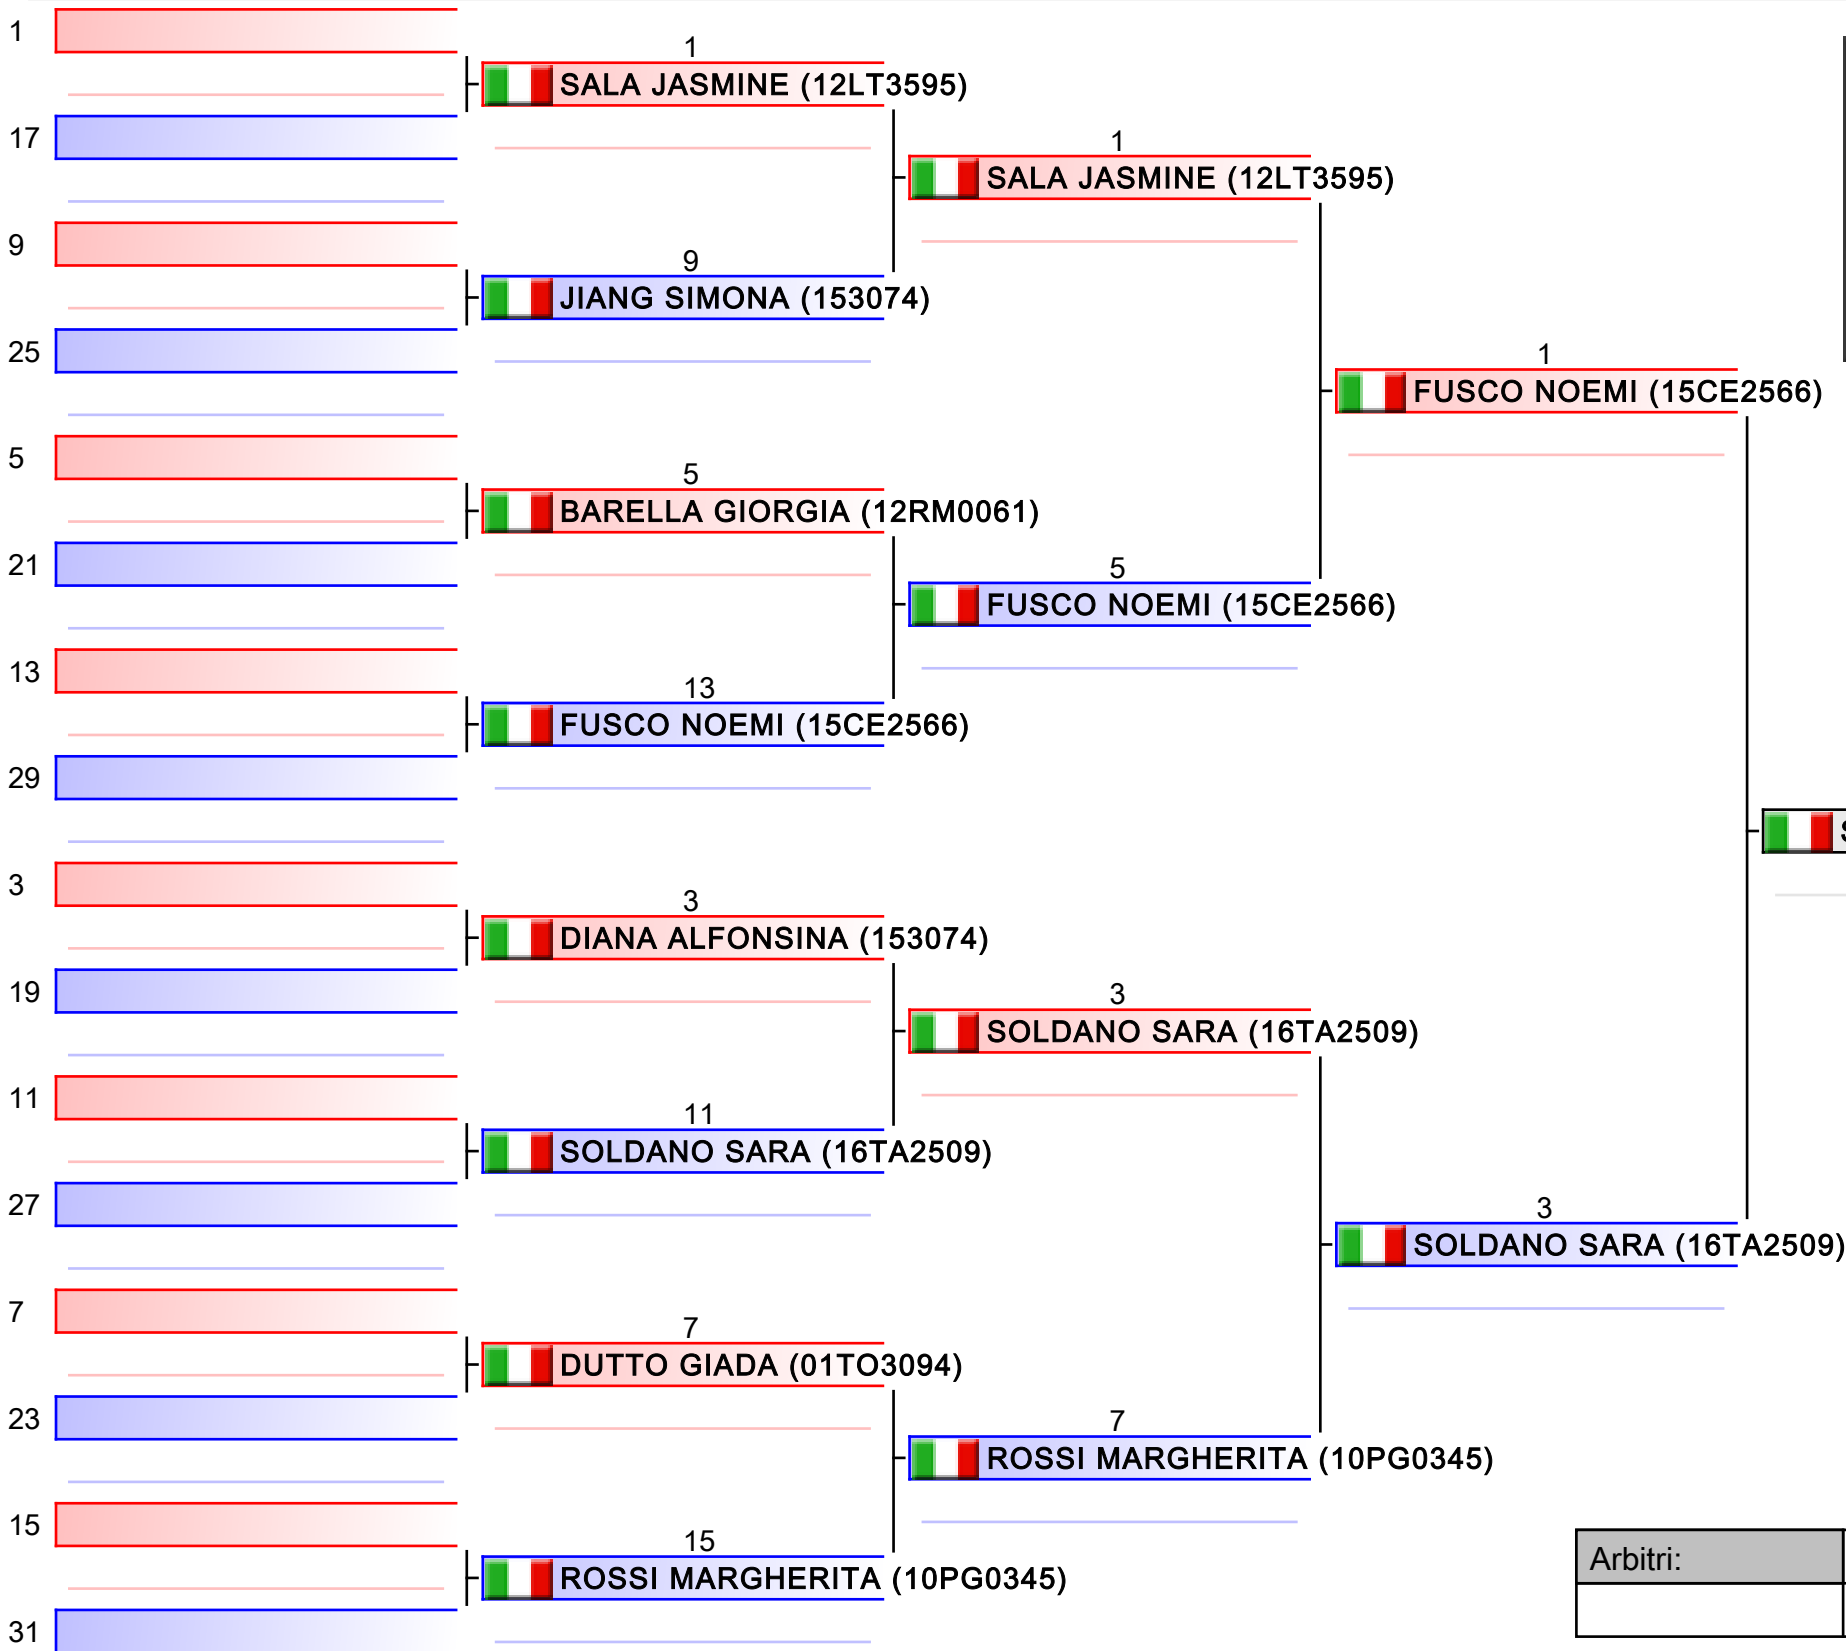 1
1
SALA JASMINE (12LT3595)
17
1
SALA JASMINE (12LT3595)
9
9
JIANG SIMONA (153074)
25
1
FUSCO NOEMI (15CE2566)
5
5
BARELLA GIORGIA (12RM0061)
21
5
FUSCO NOEMI (15CE2566)
13
13
FUSCO NOEMI (15CE2566)
29
3
3
DIANA ALFONSINA (153074)
19
3
SOLDANO SARA (16TA2509)
11
11
SOLDANO SARA (16TA2509)
27
3
SOLDANO SARA (16TA2509)
7
7
DUTTO GIADA (01TO3094)
23
7
ROSSI MARGHERITA (10PG0345)
15
15
ROSSI MARGHERITA (10PG0345)
Arbitri:
31